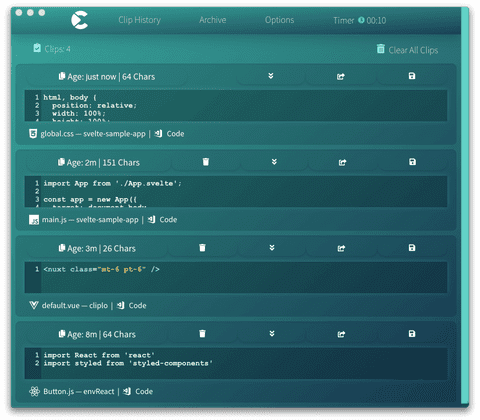 Clip History Archive Options Timer 00:10
Clips: 4 Clear All Clips
Age: just now | 64 Chars
1 html, body {
2 position: relative;
3 width: 100%;
4 height: 100%;
global.css — svelte-sample-app | Code
Age: 2m | 151 Chars
1 import App from './App.svelte';
2
3 const app = new App({
4 target: document.body
JS main.js — svelte-sample-app | Code
Age: 3m | 26 Chars
1 <nuxt class="mt-6 pt-6" />
default.vue — cliplo | Code
Age: 8m | 64 Chars
1 import React from 'react'
2 import styled from 'styled-components'
Button.js — envReact | Code